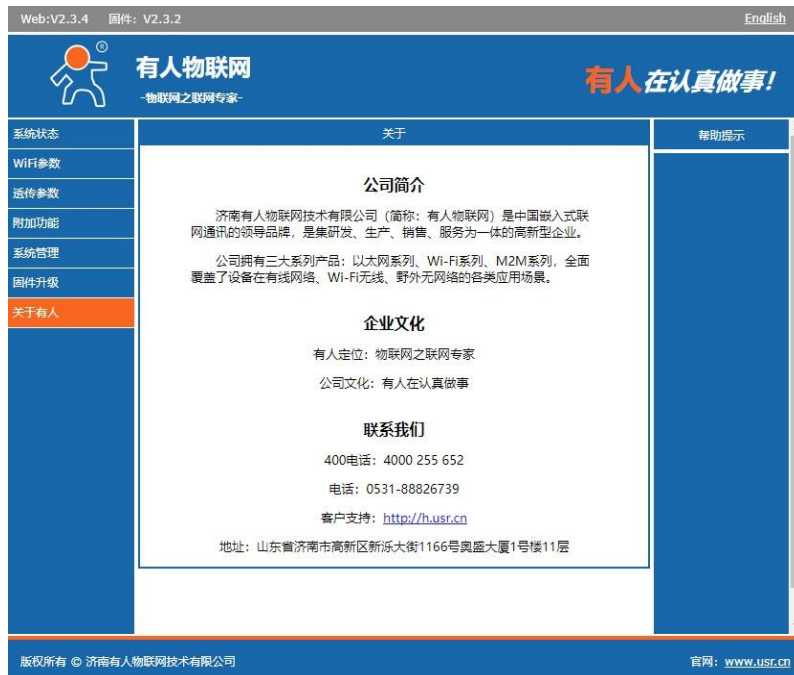 Web:V2.3.4 固件: V2.3.2 English
®
有人物联网
-物联网之联网专家-
有人在认真做事!
系统状态
WiFi参数
透传参数
附加功能
系统管理
固件升级
关于有人
关于
公司简介
济南有人物联网技术有限公司（简称：有人物联网）是中国嵌入式联
网通讯的领导品牌，是集研发、生产、销售、服务为一体的高新型企业。
公司拥有三大系列产品：以太网系列、Wi-Fi系列、M2M系列，全面
覆盖了设备在有线网络、Wi-Fi无线、野外无网络的各类应用场景。
企业文化
有人定位：物联网之联网专家
公司文化：有人在认真做事
联系我们
400电话：4000 255 652
电话：0531-88826739
客户支持：http://h.usr.cn
地址：山东省济南市高新区新泺大街1166号奥盛大厦1号楼11层
帮助提示
版权所有 © 济南有人物联网技术有限公司
官网：www.usr.cn